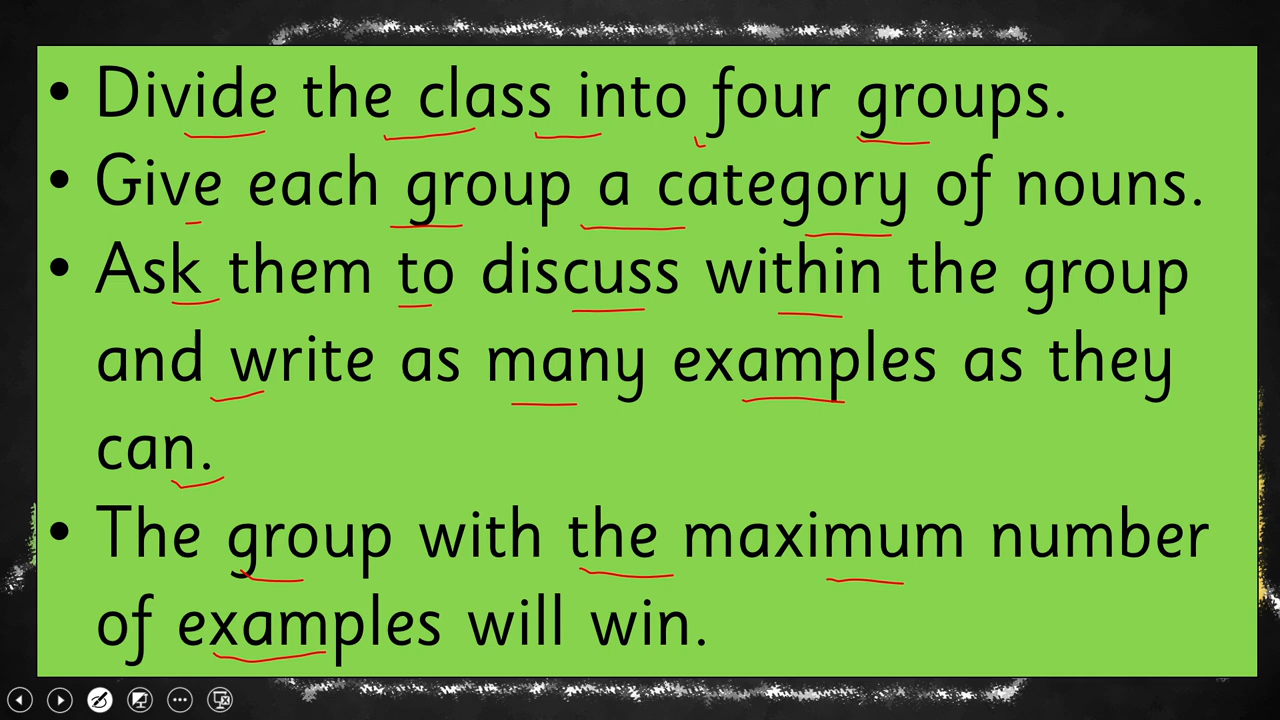 • Divide the class into four groups.
• Give each group a category of nouns.
• Ask them to discuss within the group
and write as many examples as they
can.
• The group with the maximum number
of examples will win.